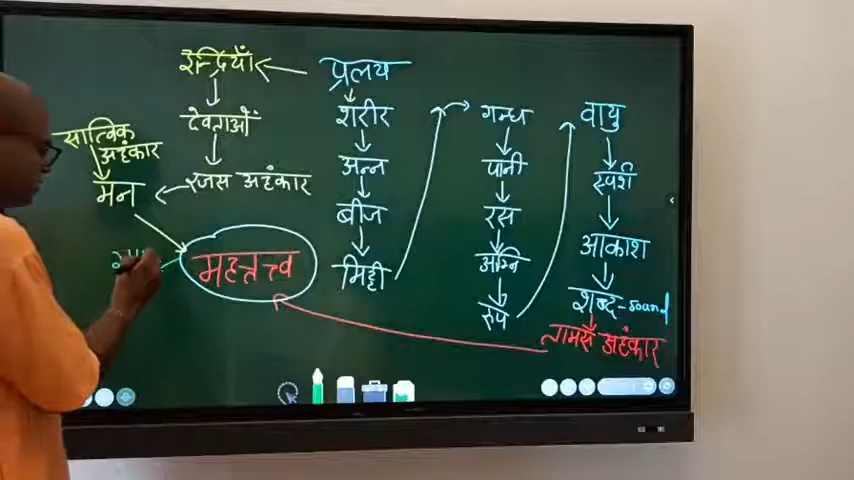 इन्द्रियाँ
देवताओं
रजस अहंकार
सात्विक
अहंकार
मन
महत्तत्त्व
प्रलय
शरीर
अन्न
बीज
मिट्टी
गन्ध
पानी
रस
अग्नि
रुप
वायु
स्पर्श
आकाश
शब्द - Sound
तामस अहंकार